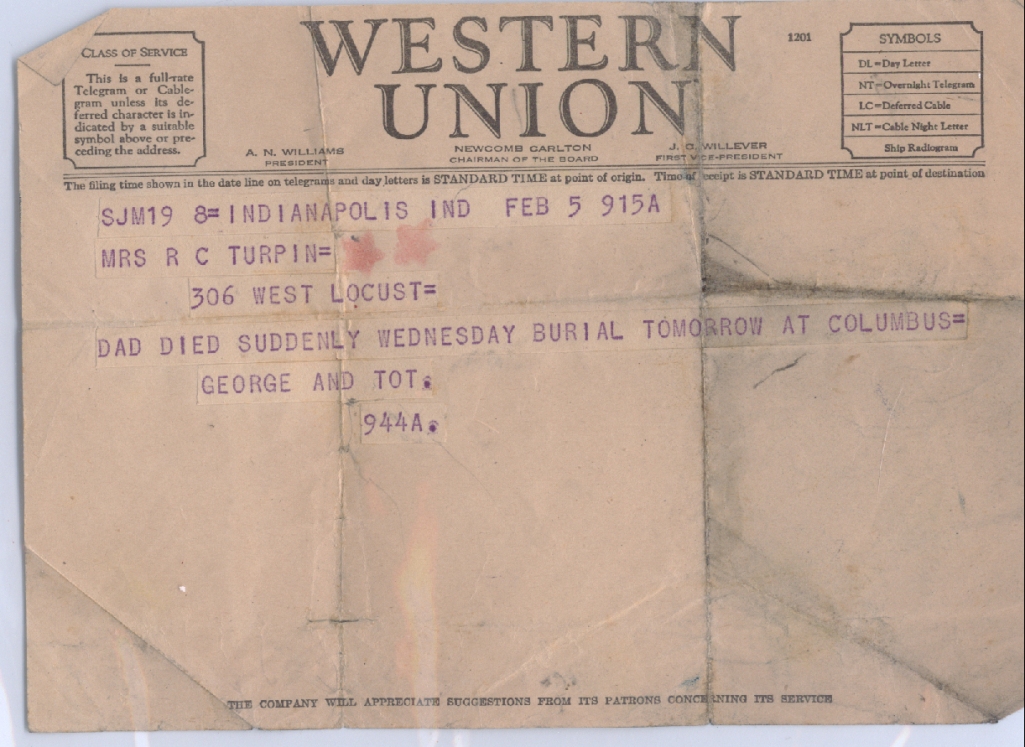 CLASS OF SERVICE
This is a full-rate
Telegram or Cable-
gram unless its de-
ferred character is in-
dicated by a suitable
symbol above or pre-
ceding the address.
WESTERN
UNION
1201
SYMBOLS
DL=Day Letter
NT=Overnight Telegram
LC=Deferred Cable
NLT=Cable Night Letter
Ship Radiogram
A. N. WILLIAMS
PRESIDENT
NEWCOMB CARLTON
CHAIRMAN OF THE BOARD
J. C. WILLEVER
FIRST VICE-PRESIDENT
The filing time shown in the date line on telegrams and day letters is STANDARD TIME at point of origin. Time of receipt is STANDARD TIME at point of destination
SJM19 8=INDIANAPOLIS IND FEB 5 915A
MRS R C TURPIN=
306 WEST LOCUST=
DAD DIED SUDDENLY WEDNESDAY BURIAL TOMORROW AT COLUMBUS=
GEORGE AND TOT.
944A.
THE COMPANY WILL APPRECIATE SUGGESTIONS FROM ITS PATRONS CONCERNING ITS SERVICE